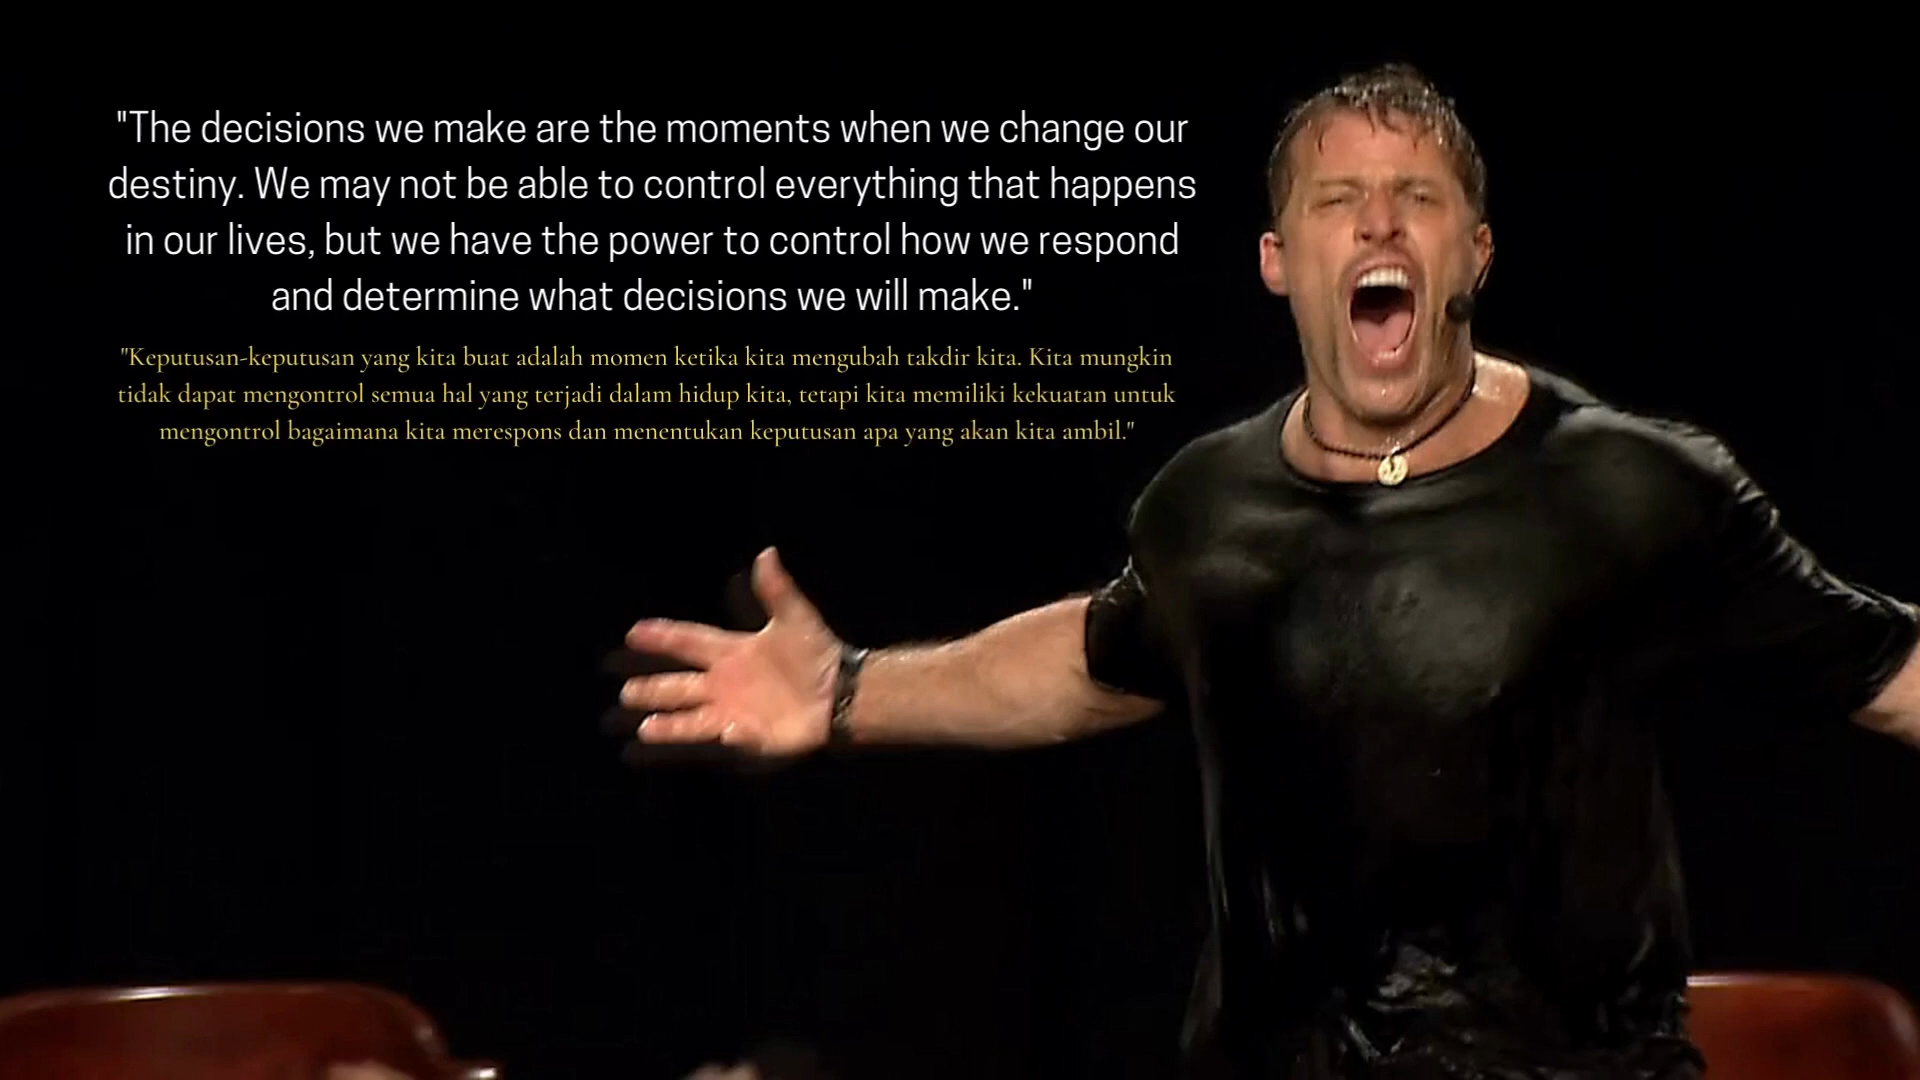 "The decisions we make are the moments when we change our
destiny. We may not be able to control everything that happens
in our lives, but we have the power to control how we respond
and determine what decisions we will make."
"Keputusan-keputusan yang kita buat adalah momen ketika kita mengubah takdir kita. Kita mungkin
tidak dapat mengontrol semua hal yang terjadi dalam hidup kita, tetapi kita memiliki kekuatan untuk
mengontrol bagaimana kita merespons dan menentukan keputusan apa yang akan kita ambil."